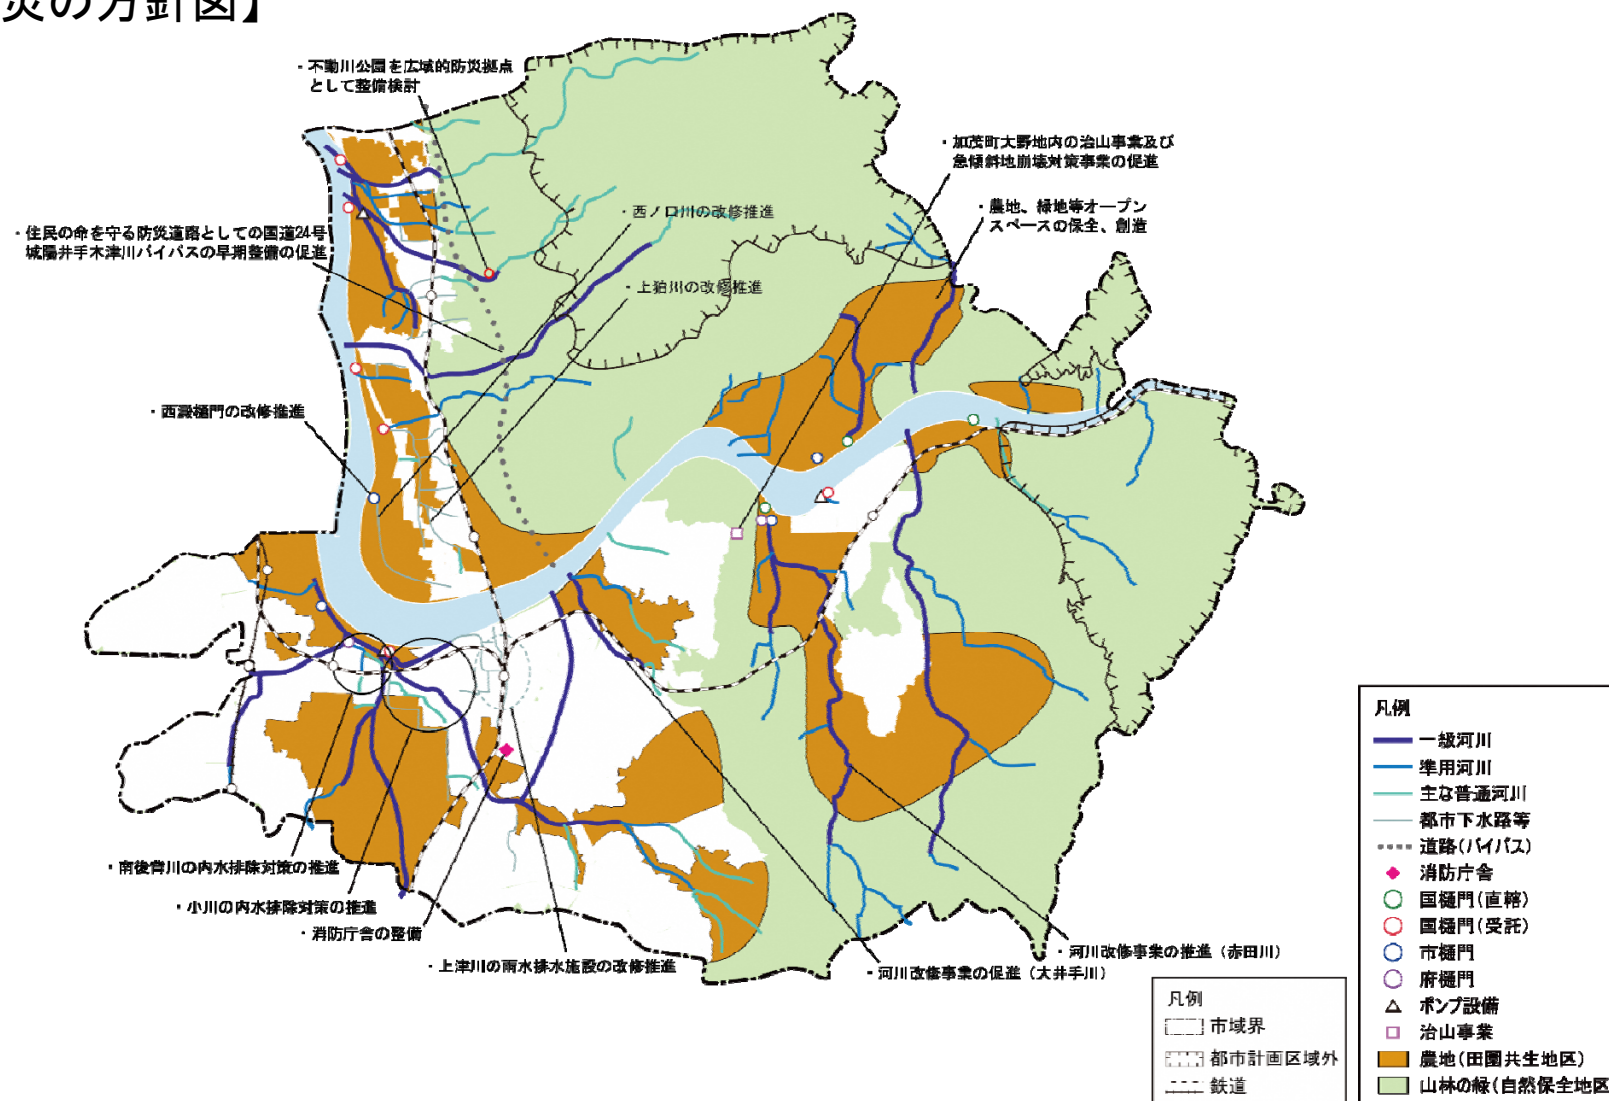 災の方針図】
・不動川公園を広域的防災拠点
として整備検討
・加茂町大野地内の治山事業及び
急傾斜地崩壊対策事業の促進
・農地、緑地等オープン
スペースの保全、創造
・西ノ口川の改修推進
・住民の命を守る防災道路としての国道24号
城陽井手木津川バイパスの早期整備の促進
・上狛川の改修推進
・西澱樋門の改修推進
・南後背川の内水排除対策の推進
・小川の内水排除対策の推進
・消防庁舎の整備
・上津川の雨水排水施設の改修推進
・河川改修事業の促進（大井手川）
・河川改修事業の推進（赤田川）
凡例
市域界
都市計画区域外
鉄道
凡例
一級河川
準用河川
主な普通河川
都市下水路等
道路（バイパス）
消防庁舎
国樋門（直轄）
国樋門（受託）
市樋門
府樋門
ポンプ設備
治山事業
農地（田園共生地区）
山林の緑（自然保全地区